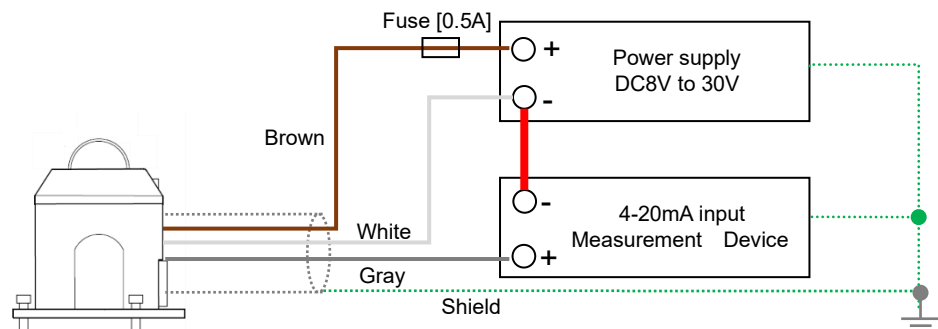 Fuse [0.5A]
+
Power supply
DC8V to 30V
-
Brown
-
4-20mA input
White
Measurement Device
+
Gray
Shield